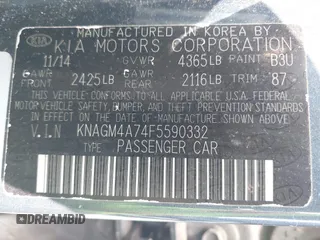 MANUFACTURED IN KOREA BY
KIA KIA MOTORS CORPORATION
11/14 GVWR 4365LB PAINT B3U
GAWR FRONT 2425LB GAWR REAR 2116LB TRIM 87
THIS VEHICLE CONFORMS TO ALL APPLICABLE U.S. FEDERAL
MOTOR VEHICLE SAFETY, BUMPER, AND THEFT PREVENTION
STANDARDS IN EFFECT ON THE DATE OF MANUFACTURE
SHOWN ABOVE.
V.I.N KNAGM4A74F5590332
TYPE: PASSENGER CAR
DREAMBID